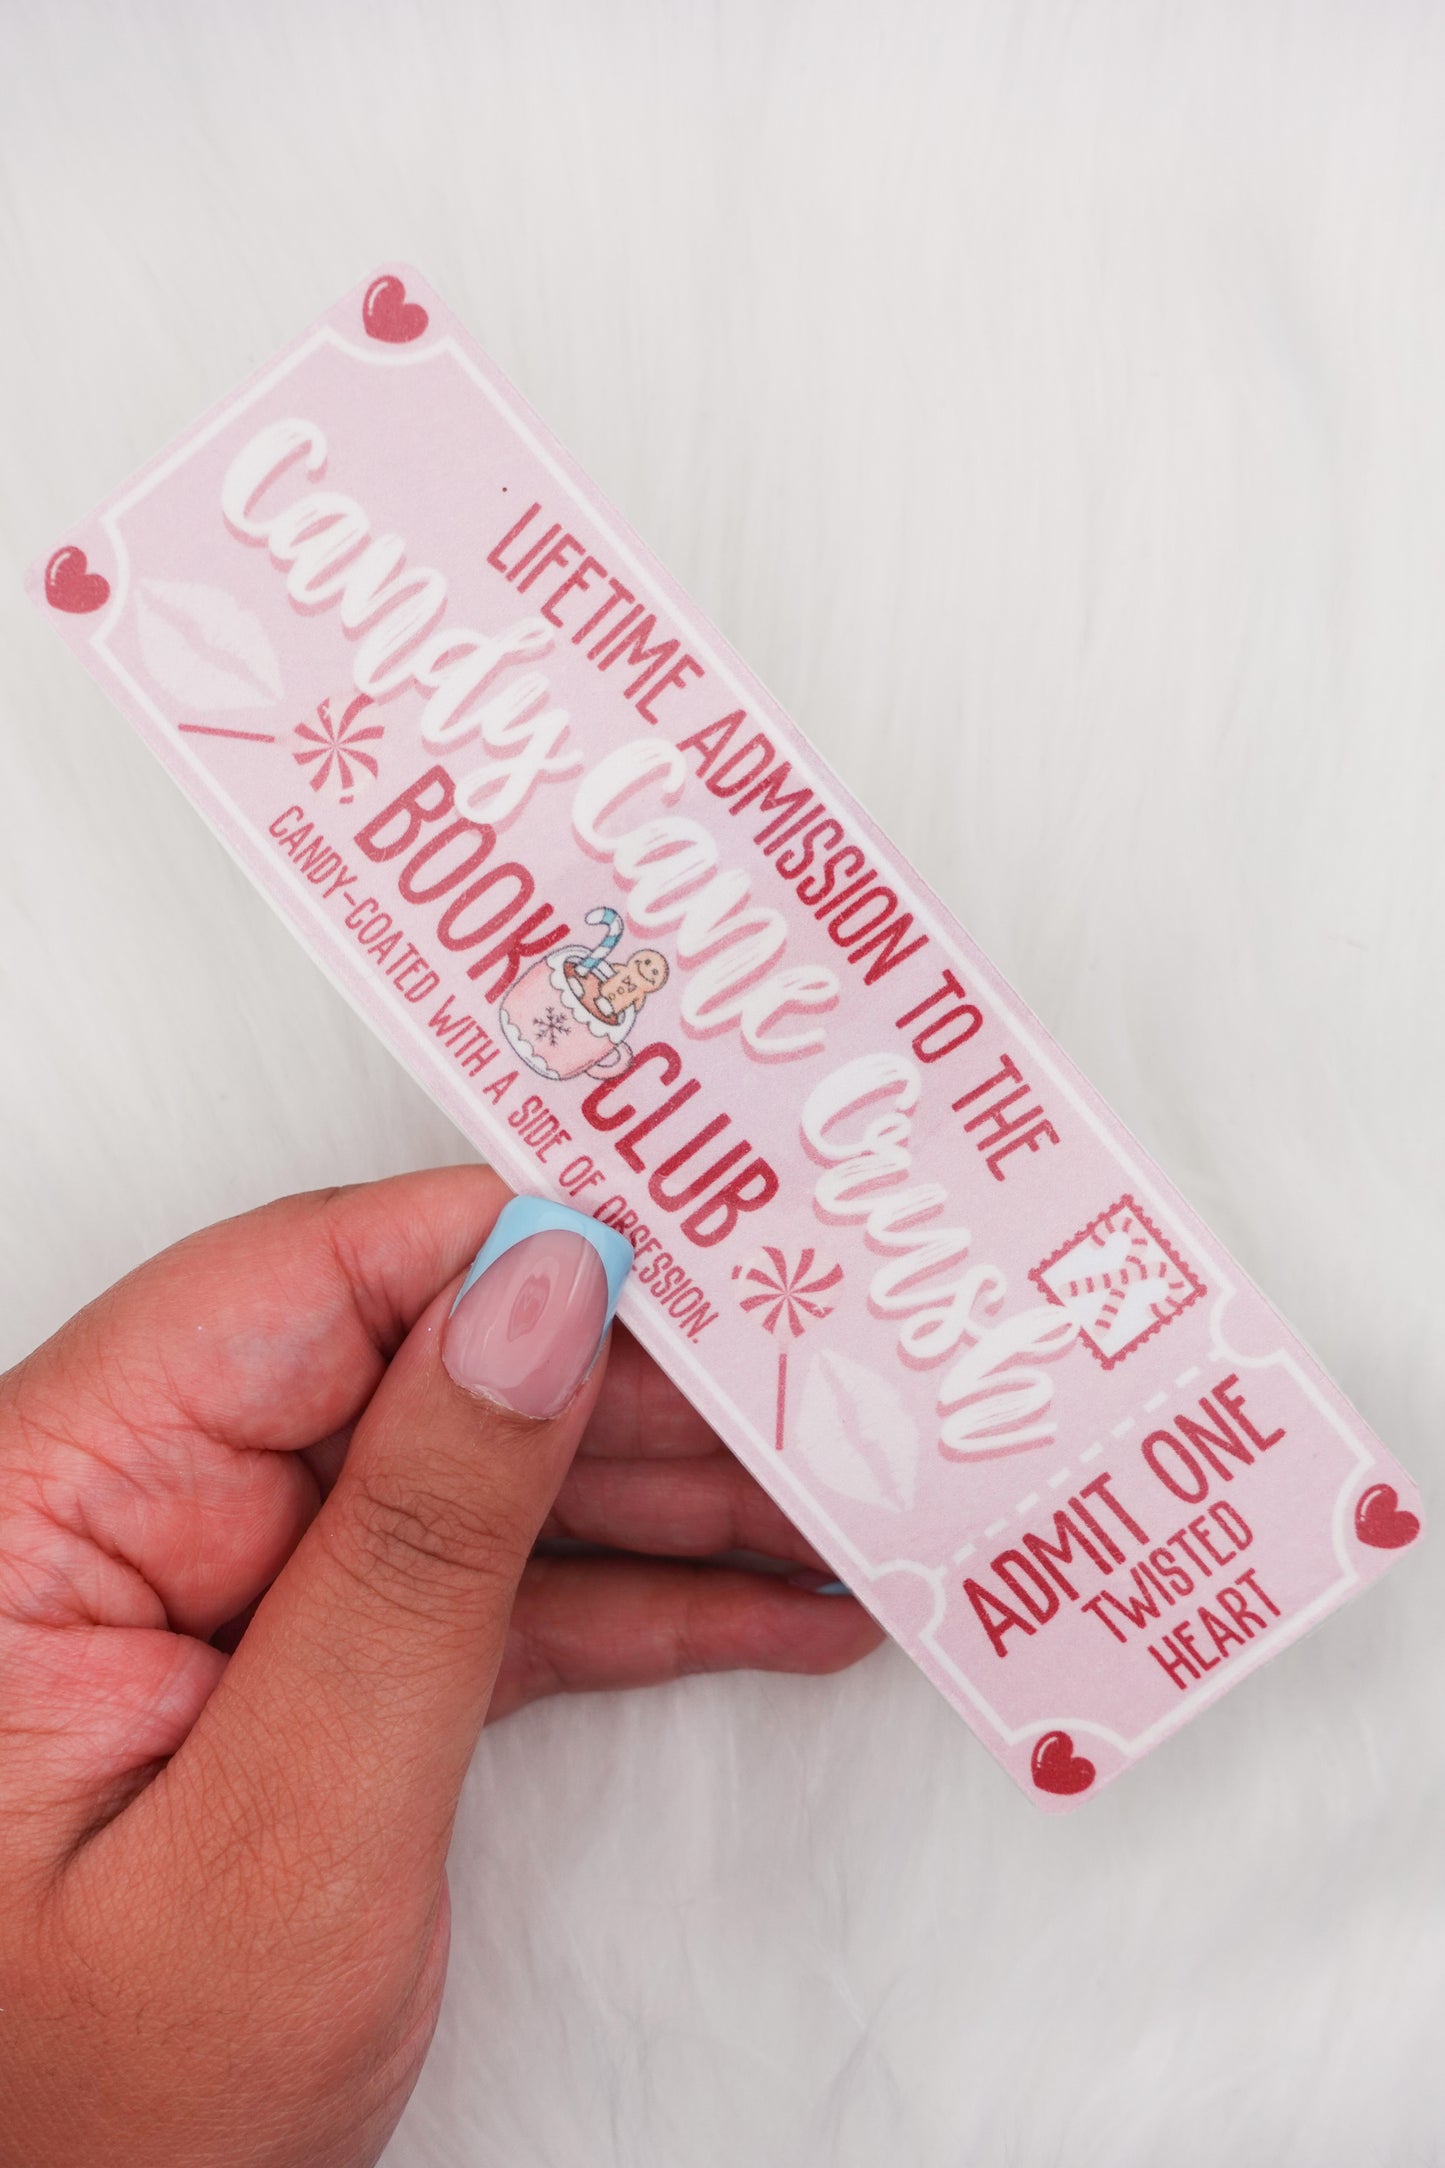 LIFETIME ADMISSION TO THE
Candy Cane Crush
BOOK CLUB
CANDY-COATED WITH A SIDE OF OBSESSION.
ADMIT ONE
TWISTED
HEART